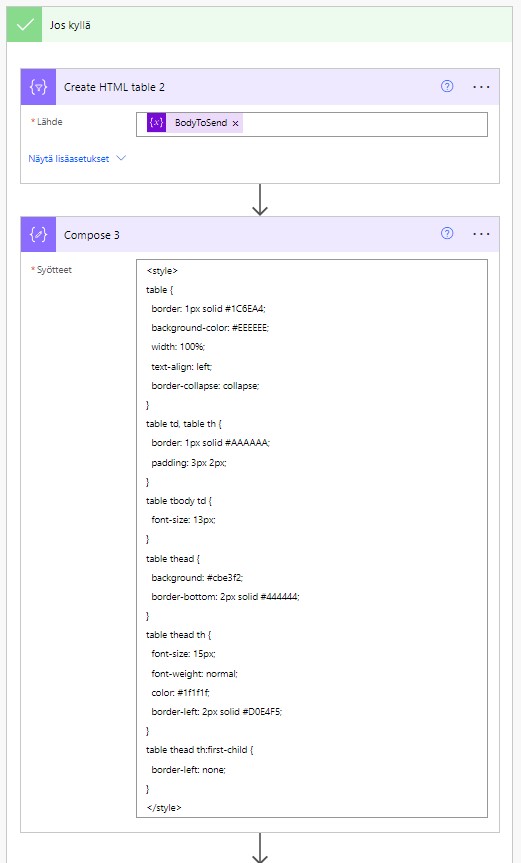 Jos kyllä
Create HTML table 2
* Lähde
BodyToSend ×
Näytä lisäasetukset
Compose 3
* Syötteet
<style>
table {
border: 1px solid #1C6EA4;
background-color: #EEEEEE;
width: 100%;
text-align: left;
border-collapse: collapse;
}
table td, table th {
border: 1px solid #AAAAAA;
padding: 3px 2px;
}
table tbody td {
font-size: 13px;
}
table thead {
background: #cbe3f2;
border-bottom: 2px solid #444444;
}
table thead th {
font-size: 15px;
font-weight: normal;
color: #1f1f1f;
border-left: 2px solid #D0E4F5;
}
table thead th:first-child {
border-left: none;
}
</style>